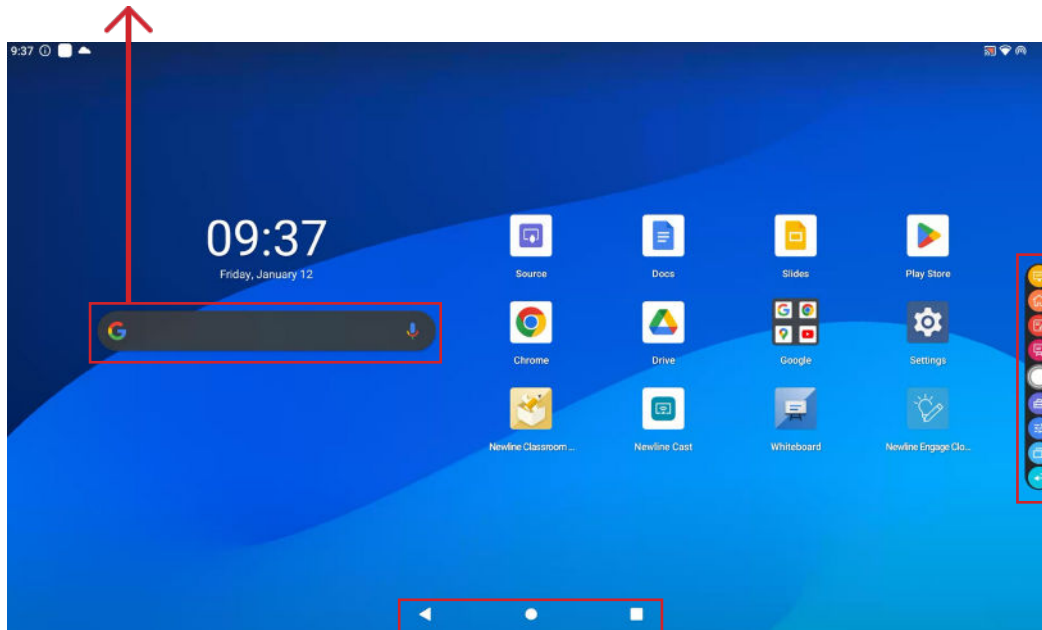 9:37
09:37
Friday, January 12
Source
Docs
Slides
Play Store
Chrome
Drive
Google
Settings
Newline Classroom ...
Newline Cast
Whiteboard
Newline Engage Clo...